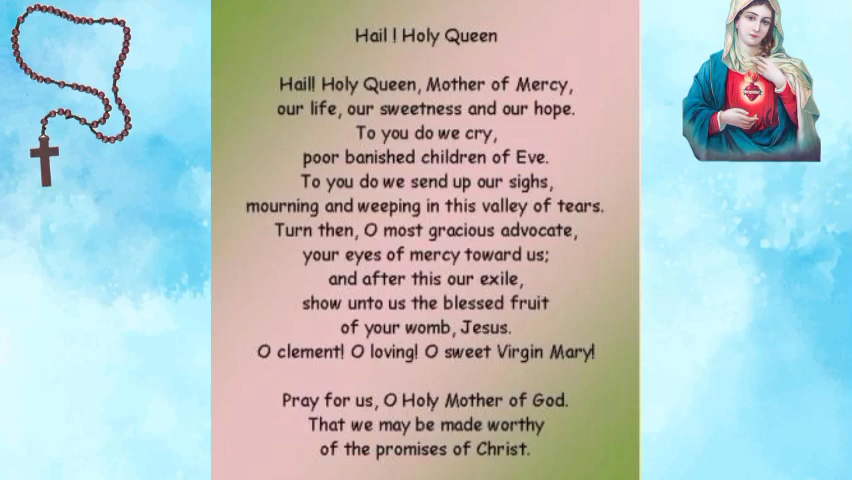 Hail ! Holy Queen
Hail! Holy Queen, Mother of Mercy,
our life, our sweetness and our hope.
To you do we cry,
poor banished children of Eve.
To you do we send up our sighs,
mourning and weeping in this valley of tears.
Turn then, O most gracious advocate,
your eyes of mercy toward us;
and after this our exile,
show unto us the blessed fruit
of your womb, Jesus.
O clement! O loving! O sweet Virgin Mary!
Pray for us, O Holy Mother of God.
That we may be made worthy
of the promises of Christ.